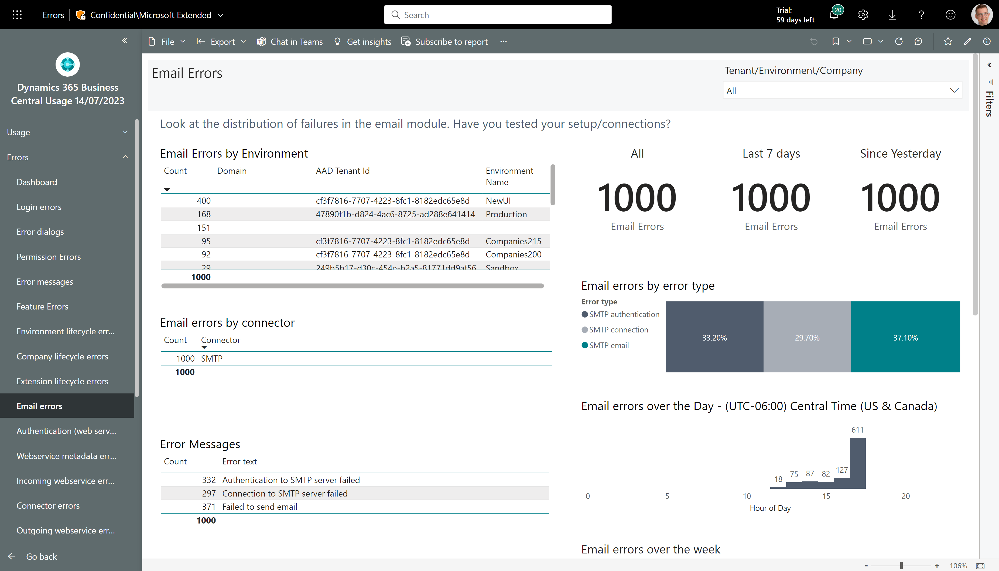 Errors
Confidential\Microsoft Extended
Search
Trial:
59 days left
20
File
Export
Chat in Teams
Get insights
Subscribe to report
Dynamics 365 Business
Central Usage 14/07/2023
Usage
Errors
Dashboard
Login errors
Error dialogs
Permission Errors
Error messages
Feature Errors
Environment lifecycle err...
Company lifecycle errors
Extension lifecycle errors
Email errors
Authentication (web serv...
Webservice metadata err...
Incoming webservice err...
Connector errors
Outgoing webservice err...
Go back
Email Errors
Tenant/Environment/Company
All
Filters
Look at the distribution of failures in the email module. Have you tested your setup/connections?
Email Errors by Environment
Count Domain AAD Tenant Id Environment
Name
400 cf3f7816-7707-4223-8fc1-8182edc65e8d NewUI
168 47890f1b-d824-4ac6-8725-ad288e641414 Production
151
95 cf3f7816-7707-4223-8fc1-8182edc65e8d Companies215
92 cf3f7816-7707-4223-8fc1-8182edc65e8d Companies200
29 249b5b17-d30c-454e-b2a5-81771dd9af56 Sandbox
1000
All
1000
Email Errors
Last 7 days
1000
Email Errors
Since Yesterday
1000
Email Errors
Email errors by connector
Count Connector
1000 SMTP
1000
Email errors by error type
Error type
SMTP authentication
SMTP connection
SMTP email
33.20% 29.70% 37.10%
Error Messages
Count Error text
332 Authentication to SMTP server failed
297 Connection to SMTP server failed
371 Failed to send email
1000
Email errors over the Day - (UTC-06:00) Central Time (US & Canada)
18 75 87 82 127 611
0 5 10 15 20
Hour of Day
Email errors over the week
- + 106%